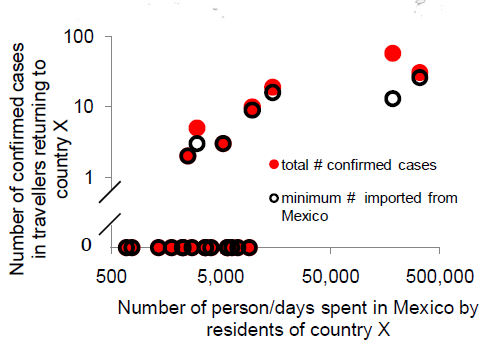 Number of confirmed cases
in travellers returning to
country X
100
10
1
0
total # confirmed cases
minimum # imported from
Mexico
500
5,000
50,000
500,000
Number of person/days spent in Mexico by
residents of country X